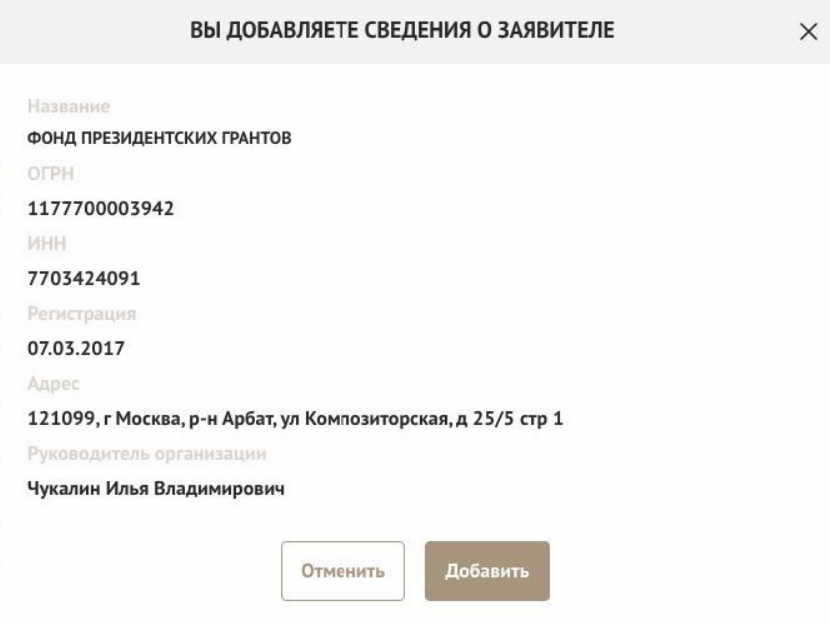 ВЫ ДОБАВЛЯЕТЕ СВЕДЕНИЯ О ЗАЯВИТЕЛЕ
Название
ФОНД ПРЕЗИДЕНТСКИХ ГРАНТОВ
ОГРН
1177700003942
ИНН
7703424091
Регистрация
07.03.2017
Адрес
121099, г Москва, р-н Арбат, ул Композиторская, д 25/5 стр 1
Руководитель организации
Чукалин Илья Владимирович
Отменить Добавить